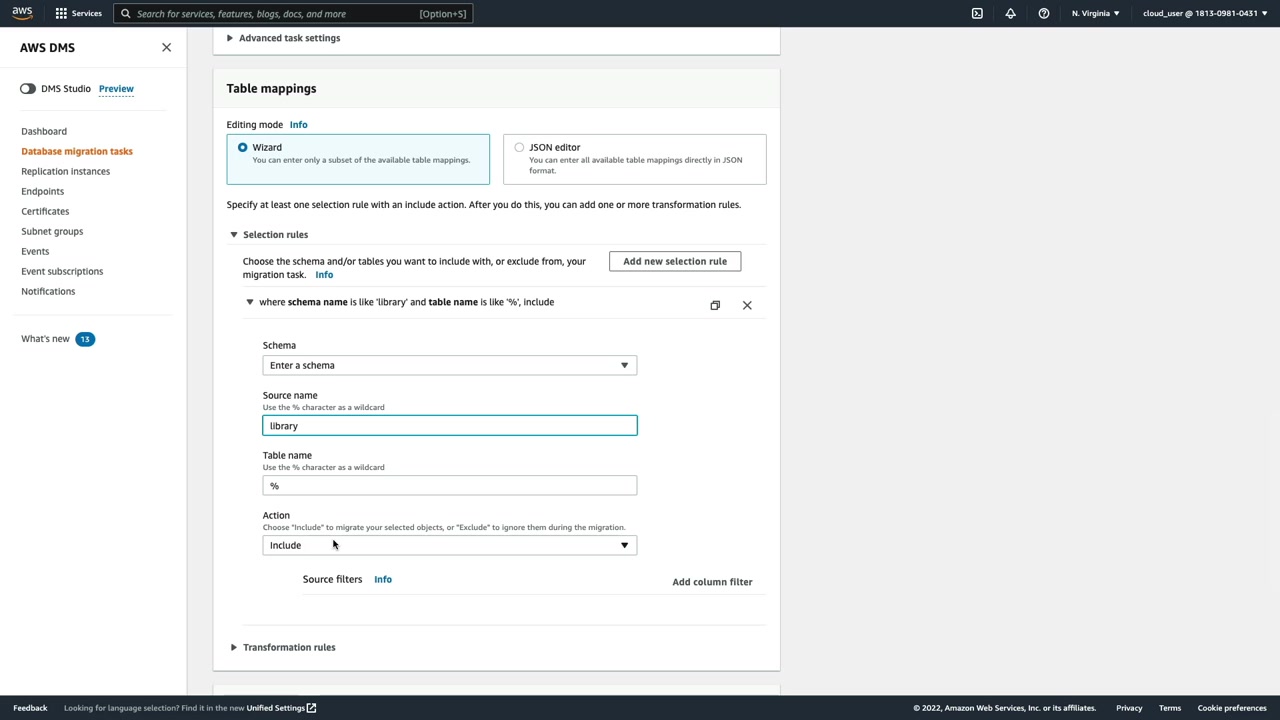 aws
Services
Search for services, features, blogs, docs, and more
[Option+S]
N. Virginia
cloud_user @ 1813-0981-0431
AWS DMS
DMS Studio Preview
Dashboard
Database migration tasks
Replication instances
Endpoints
Certificates
Subnet groups
Events
Event subscriptions
Notifications
What's new 13
Advanced task settings
Table mappings
Editing mode Info
Wizard
You can enter only a subset of the available table mappings.
JSON editor
You can enter all available table mappings directly in JSON
format.
Specify at least one selection rule with an include action. After you do this, you can add one or more transformation rules.
Selection rules
Choose the schema and/or tables you want to include with, or exclude from, your
migration task. Info
Add new selection rule
where schema name is like 'library' and table name is like '%', include
Schema
Enter a schema
Source name
Use the % character as a wildcard
library
Table name
Use the % character as a wildcard
%
Action
Choose "Include" to migrate your selected objects, or "Exclude" to ignore them during the migration.
Include
Source filters Info
Add column filter
Transformation rules
Feedback
Looking for language selection? Find it in the new Unified Settings
© 2022, Amazon Web Services, Inc. or its affiliates.
Privacy
Terms
Cookie preferences